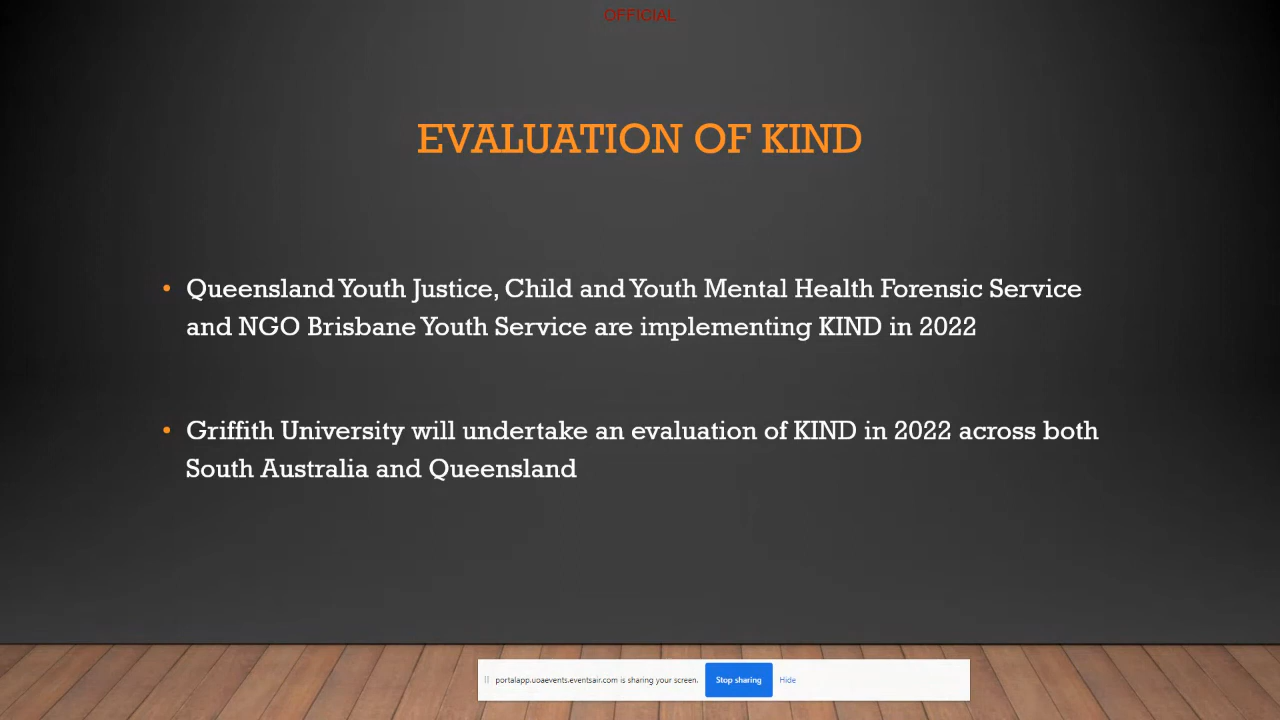 OFFICIAL
EVALUATION OF KIND
• Queensland Youth Justice, Child and Youth Mental Health Forensic Service
and NGO Brisbane Youth Service are implementing KIND in 2022
• Griffith University will undertake an evaluation of KIND in 2022 across both
South Australia and Queensland
portalapp.uoaevents.eventsair.com is sharing your screen. Stop sharing Hide